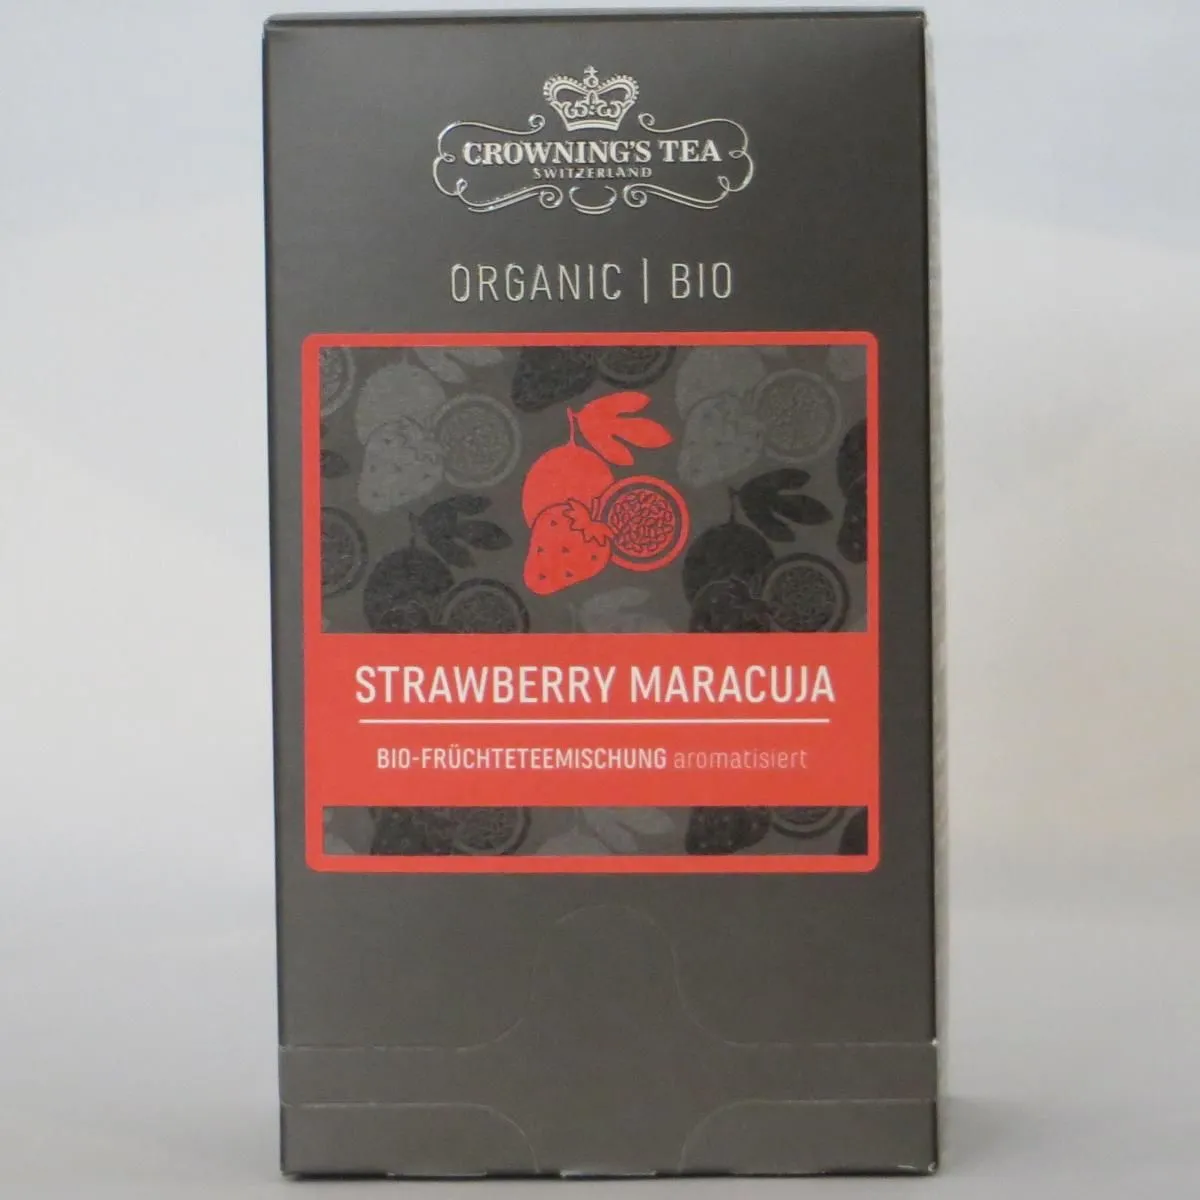 CROWNING'S TEA
SWITZERLAND
ORGANIC | BIO
STRAWBERRY MARACUJA
BIO-FRÜCHTETEEMISCHUNG aromatisiert